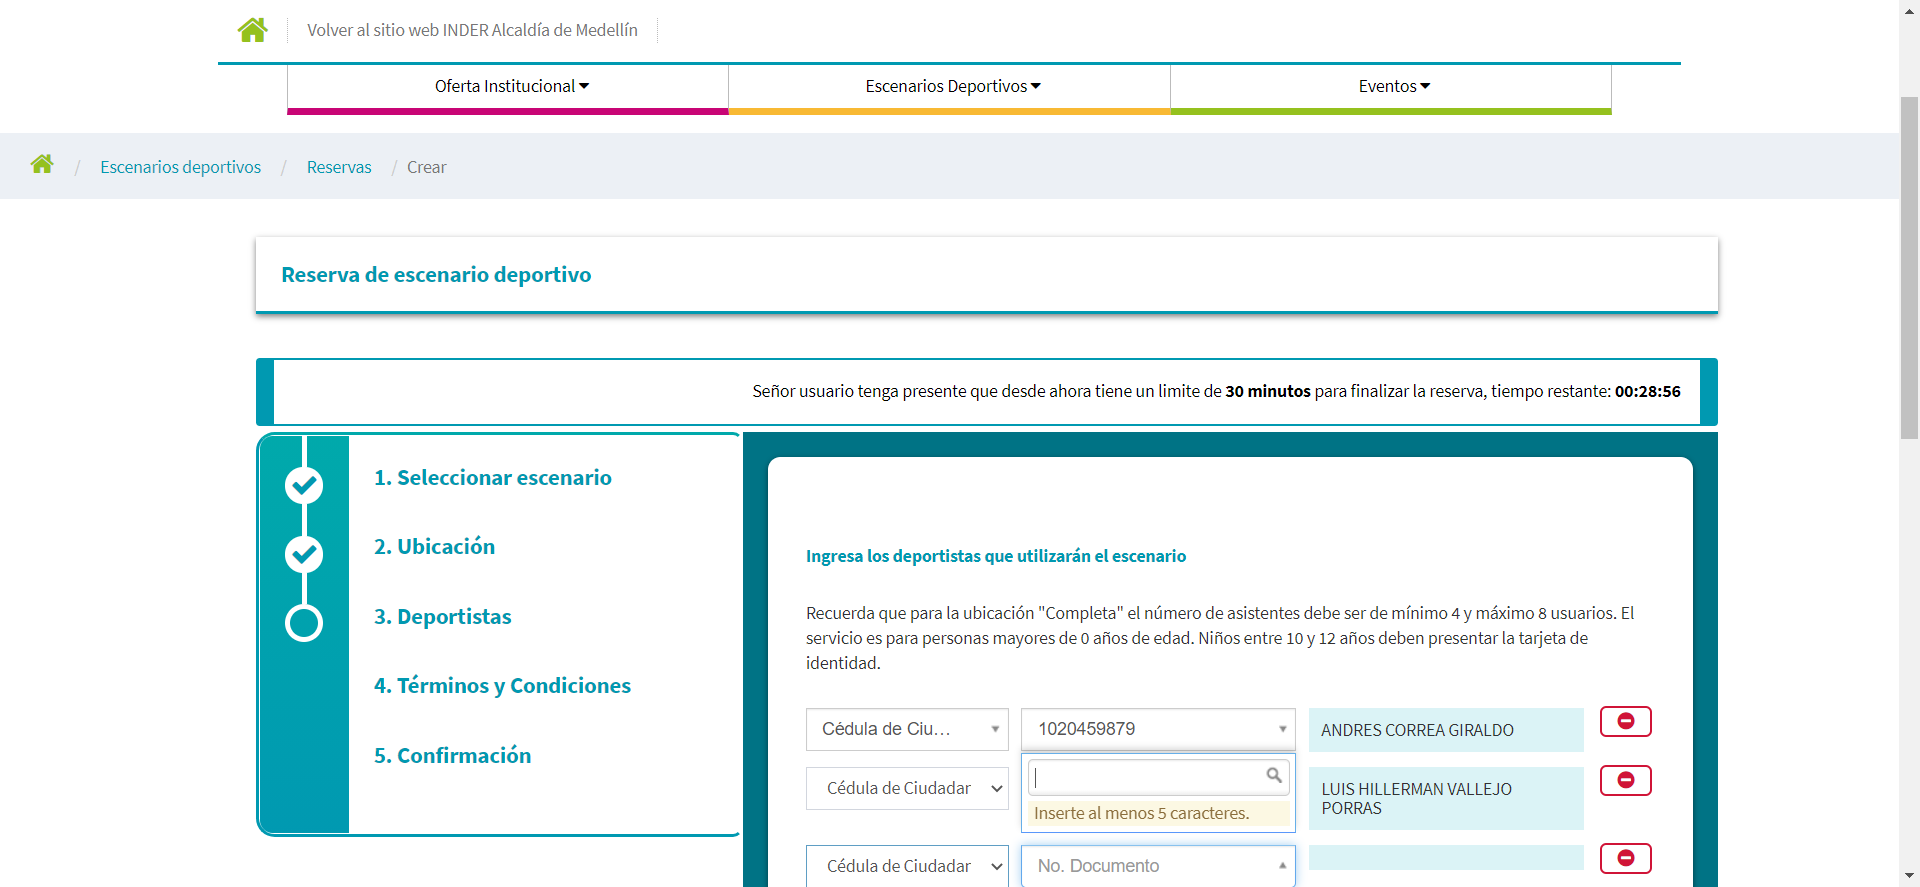 Volver al sitio web INDER Alcaldía de Medellín
Oferta Institucional
Escenarios Deportivos
Eventos
/ Escenarios deportivos / Reservas / Crear
Reserva de escenario deportivo
Señor usuario tenga presente que desde ahora tiene un limite de 30 minutos para finalizar la reserva, tiempo restante: 00:28:56
1. Seleccionar escenario
2. Ubicación
3. Deportistas
4. Términos y Condiciones
5. Confirmación
Ingresa los deportistas que utilizarán el escenario
Recuerda que para la ubicación "Completa" el número de asistentes debe ser de mínimo 4 y máximo 8 usuarios. El
servicio es para personas mayores de 0 años de edad. Niños entre 10 y 12 años deben presentar la tarjeta de
identidad.
Cédula de Ciu...
1020459879
ANDRES CORREA GIRALDO
Cédula de Ciudadar
Inserte al menos 5 caracteres.
LUIS HILLERMAN VALLEJO
PORRAS
Cédula de Ciudadar
No. Documento